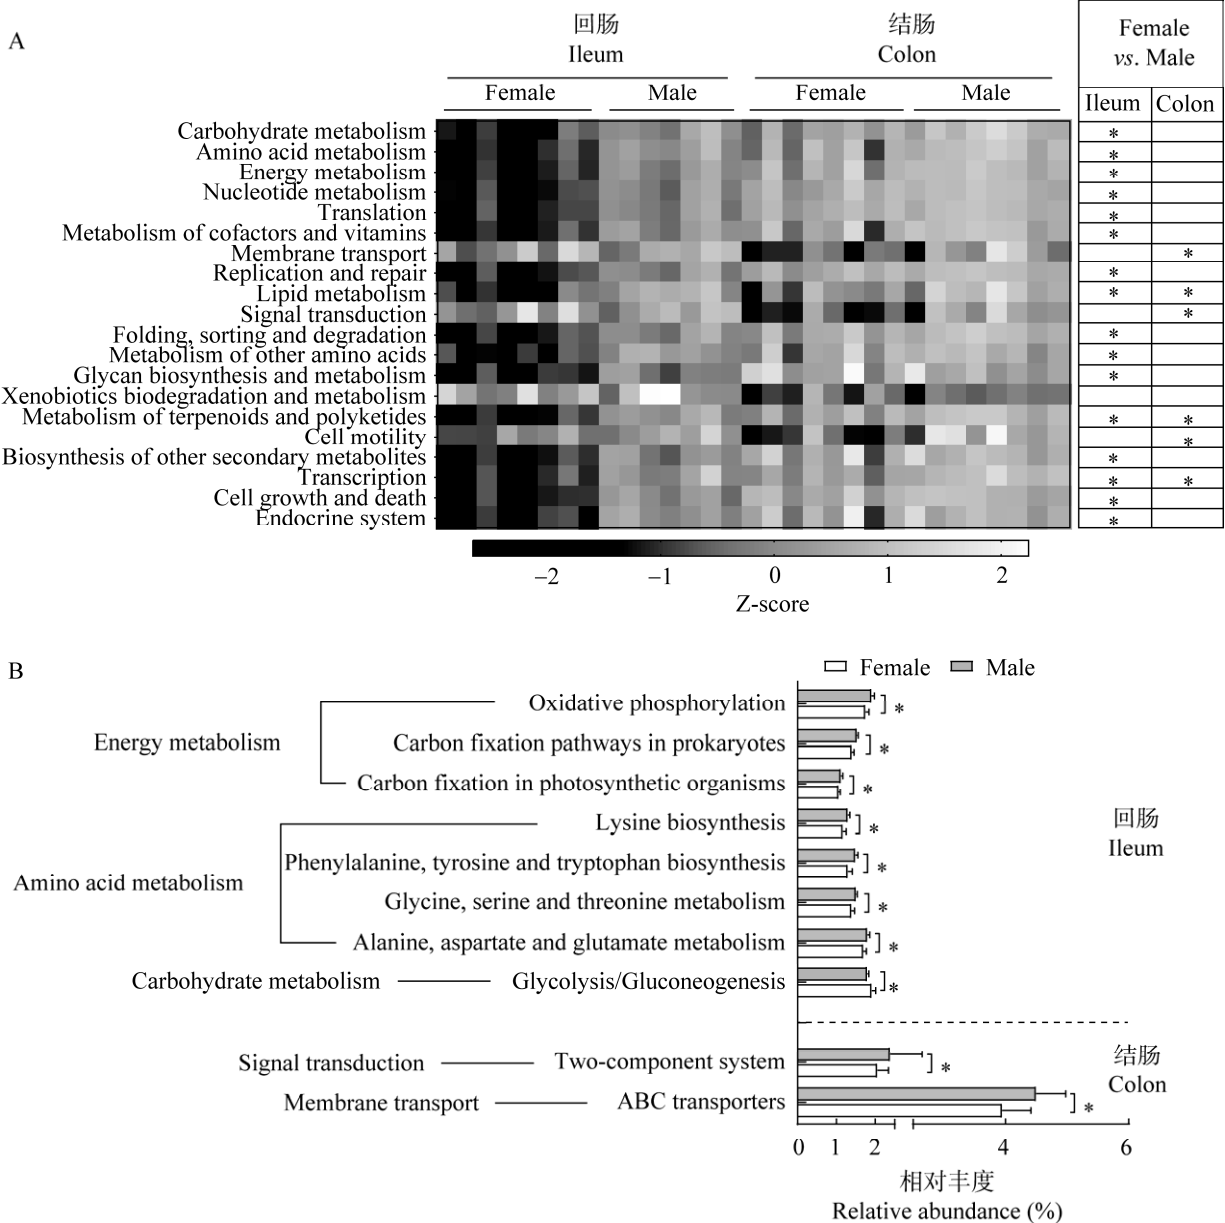 A
回肠
Ileum
结肠
Colon
Female
vs. Male
Female
Male
Female
Male
Ileum
Colon
Carbohydrate metabolism *
Amino acid metabolism *
Energy metabolism *
Nucleotide metabolism *
Translation *
Metabolism of cofactors and vitamins *
Membrane transport *
Replication and repair *
Lipid metabolism * *
Signal transduction *
Folding, sorting and degradation *
Metabolism of other amino acids *
Glycan biosynthesis and metabolism *
Xenobiotics biodegradation and metabolism
Metabolism of terpenoids and polyketides * *
Cell motility *
Biosynthesis of other secondary metabolites *
Transcription * *
Cell growth and death *
Endocrine system *
−2 −1 0 1 2
Z-score
B
Female Male
Energy metabolism
Oxidative phosphorylation *
Carbon fixation pathways in prokaryotes *
Carbon fixation in photosynthetic organisms *
Amino acid metabolism
Lysine biosynthesis *
Phenylalanine, tyrosine and tryptophan biosynthesis *
Glycine, serine and threonine metabolism *
Alanine, aspartate and glutamate metabolism *
Carbohydrate metabolism Glycolysis/Gluconeogenesis *
回肠
Ileum
Signal transduction Two-component system *
Membrane transport ABC transporters *
结肠
Colon
0 1 2 4 6
相对丰度
Relative abundance (%)